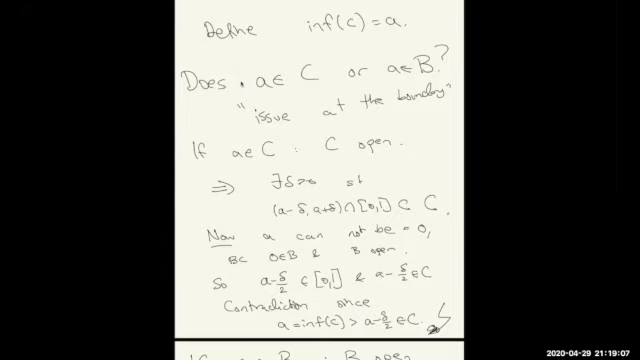 Define inf(C) = a.
Does a ∈ C or a ∈ B?
"issue at the boundary"
If a ∈ C : C open.
⇒ ∃δ>0 st
(a-δ, a+δ) ∩ [0,1] ⊂ C.
Now a can not be = 0,
BC 0∈B & B open.
So a-δ/2 ∈ [0,1] & a-δ/2 ∈ C
Contradiction since
a = inf(C) > a-δ/2 ∈ C.
2020-04-29 21:19:07